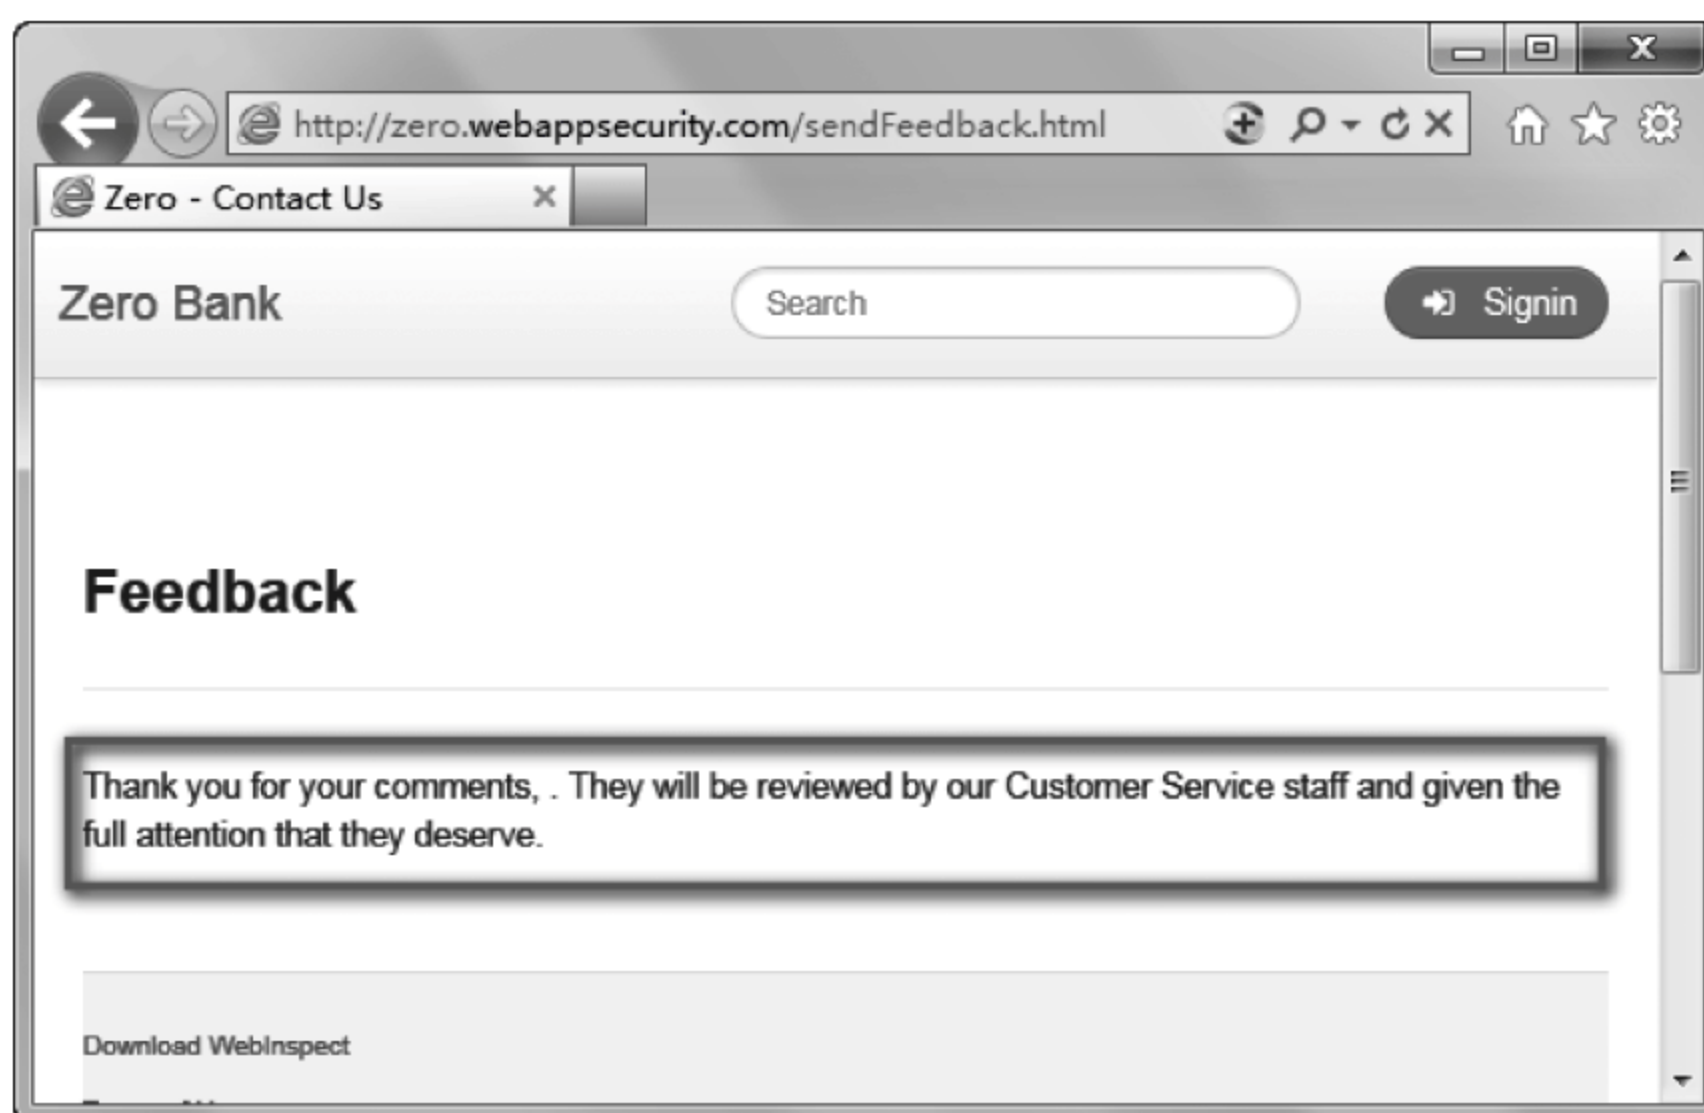 http://zero.webappsecurity.com/sendFeedback.html
Zero - Contact Us
Zero Bank
Search
Signin
Feedback
Thank you for your comments, . They will be reviewed by our Customer Service staff and given the
full attention that they deserve.
Download WebInspect